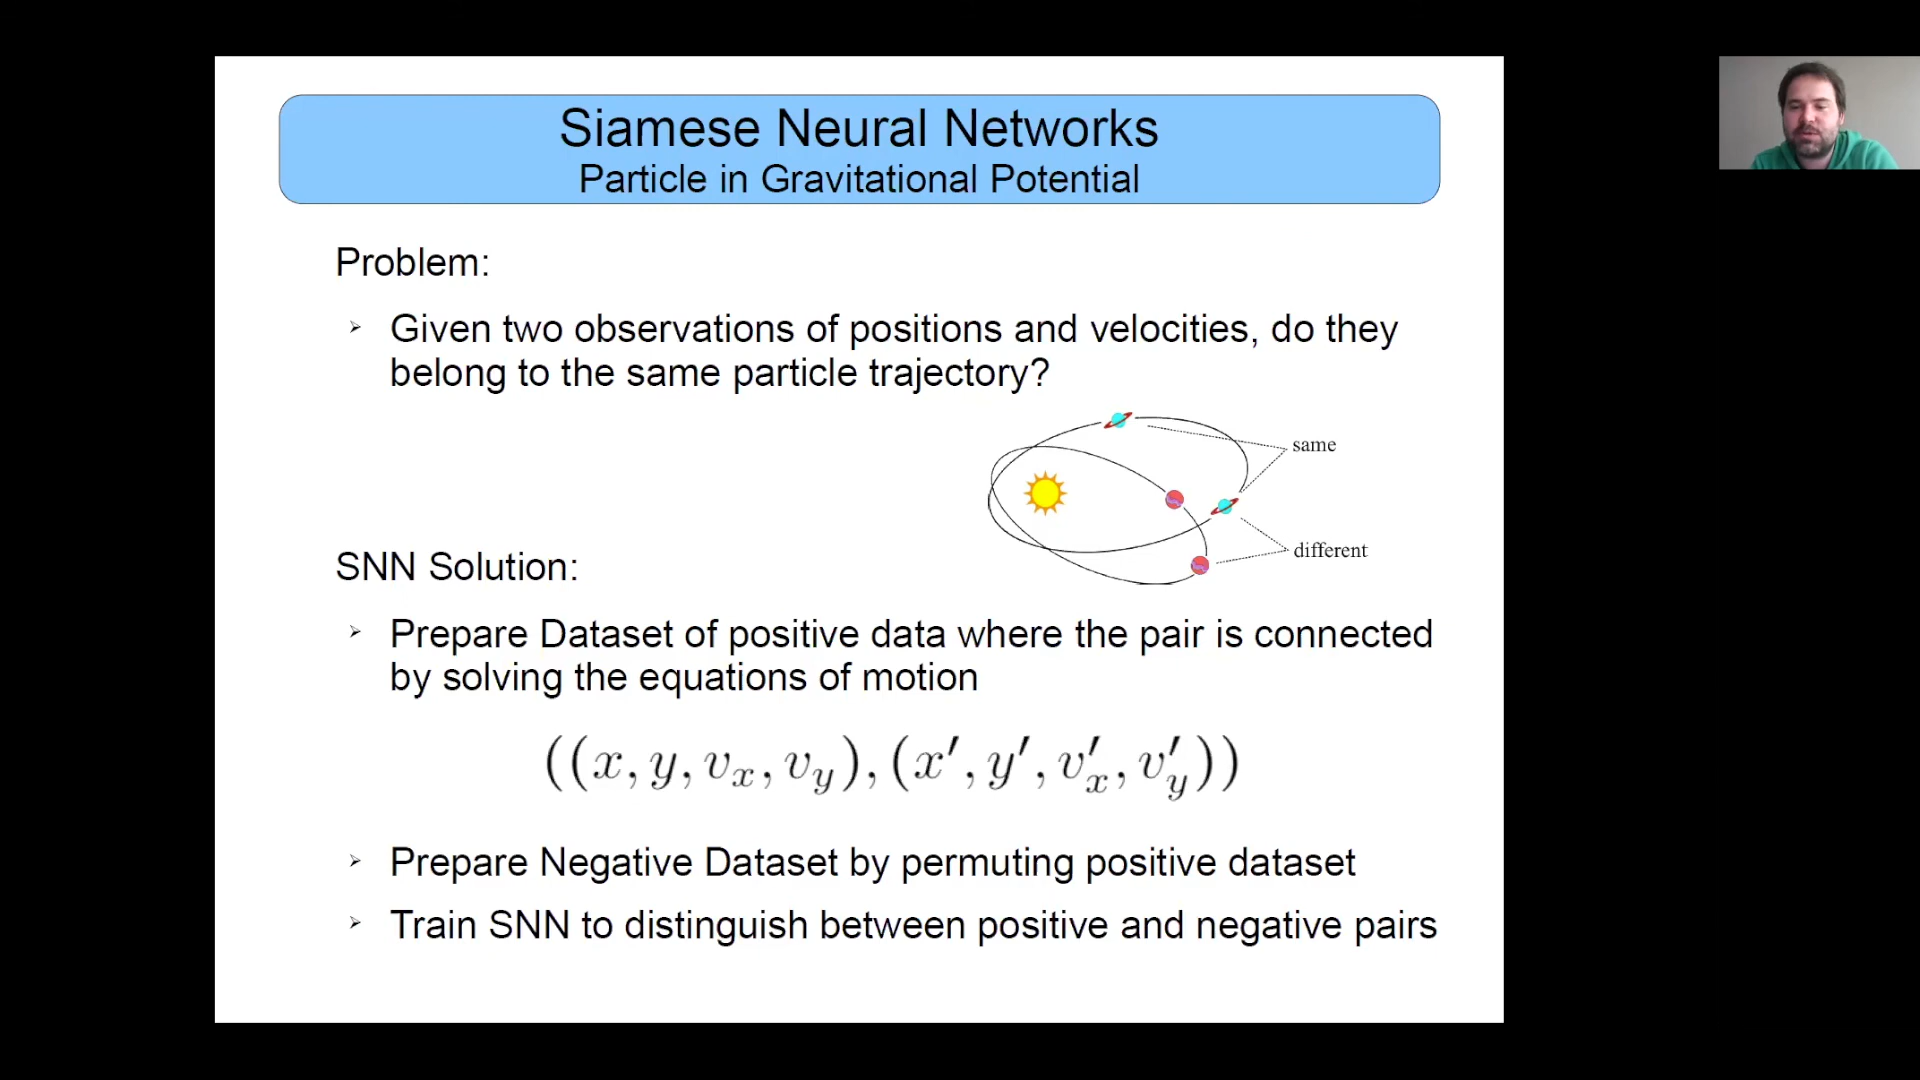 Siamese Neural Networks
Particle in Gravitational Potential
Problem:
➢ Given two observations of positions and velocities, do they
belong to the same particle trajectory?
same
different
SNN Solution:
➢ Prepare Dataset of positive data where the pair is connected
by solving the equations of motion
((x, y, v_x, v_y), (x′, y′, v′_x, v′_y))
➢ Prepare Negative Dataset by permuting positive dataset
➢ Train SNN to distinguish between positive and negative pairs